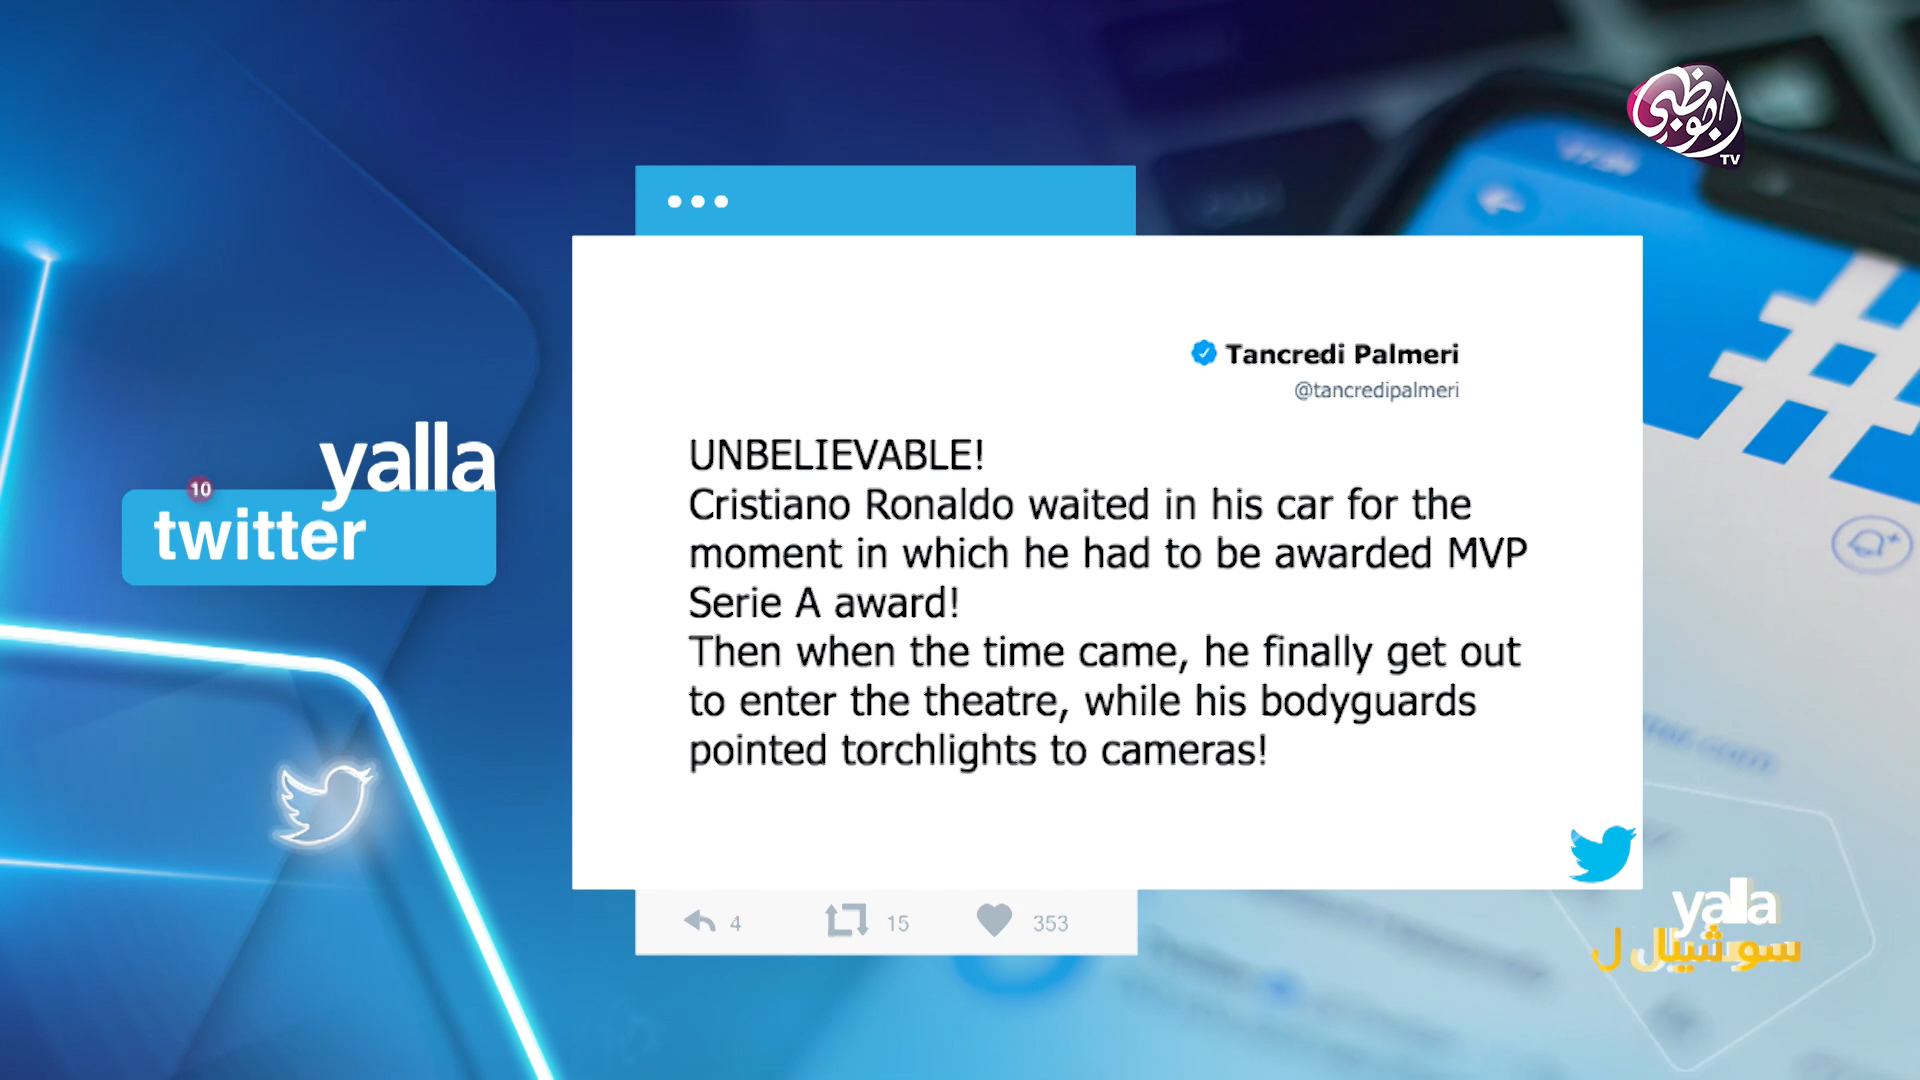 ابوظبي
TV
Tancredi Palmeri
@tancredipalmeri
yalla
10
twitter
UNBELIEVABLE!
Cristiano Ronaldo waited in his car for the
moment in which he had to be awarded MVP
Serie A award!
Then when the time came, he finally get out
to enter the theatre, while his bodyguards
pointed torchlights to cameras!
4
15
353
yalla
سوشيال
#